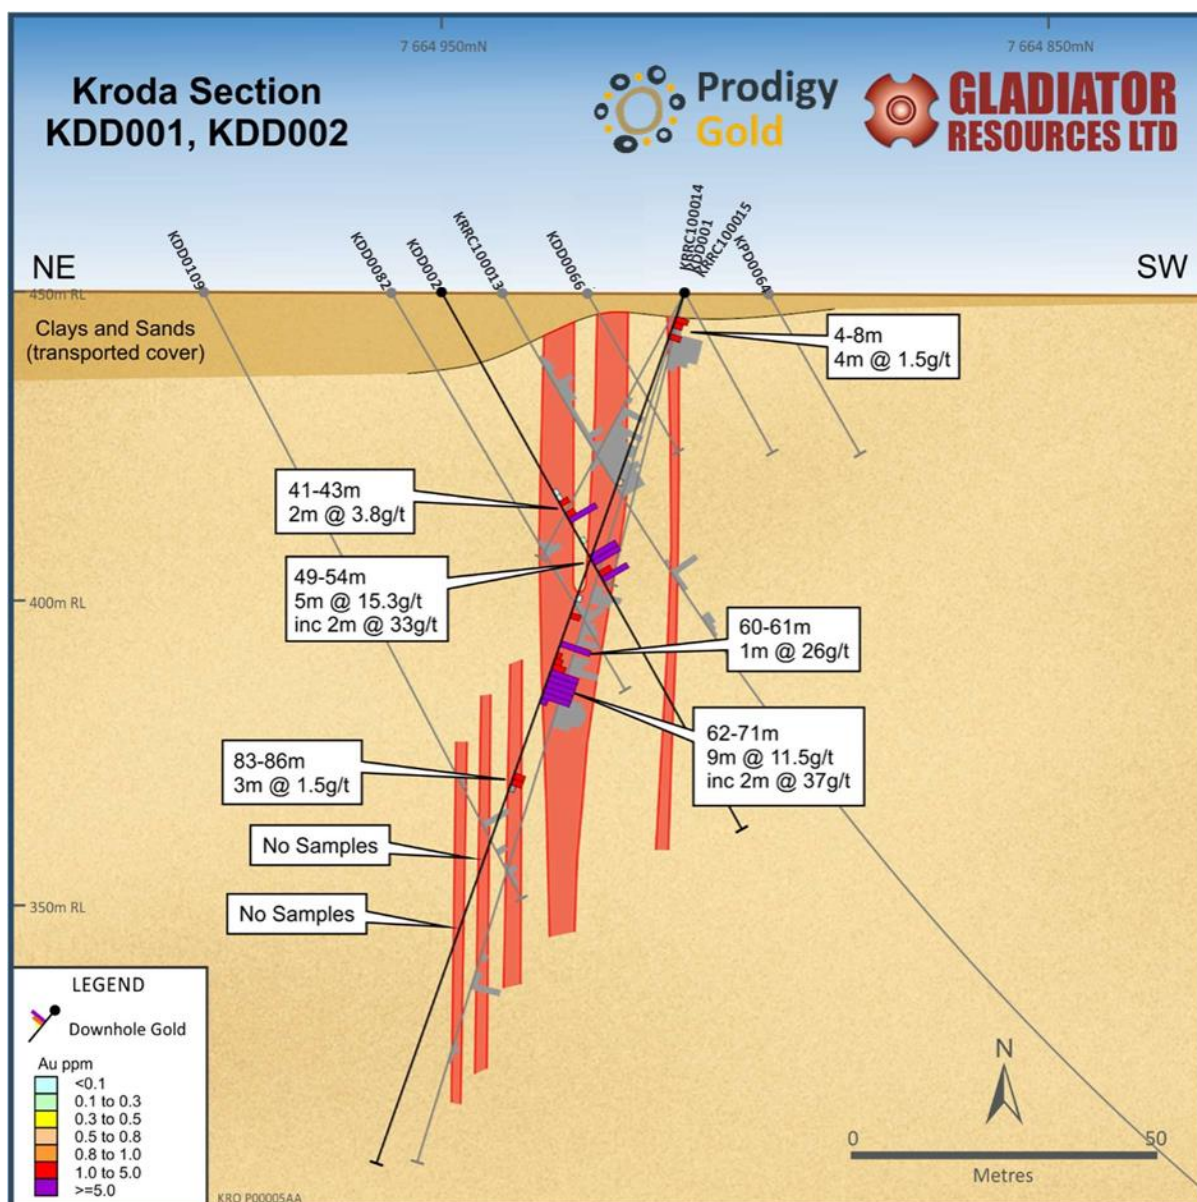 7 664 950mN
7 664 850mN
Kroda Section
KDD001, KDD002
Prodigy
Gold
GLADIATOR
RESOURCES LTD
KDD0109
KDD0082
KDD002
KRRC100013
KDD0066
KRRC100014
KDD001
KRRC100015
KPD0064
NE
SW
450m RL
Clays and Sands
(transported cover)
4-8m
4m @ 1.5g/t
41-43m
2m @ 3.8g/t
49-54m
5m @ 15.3g/t
inc 2m @ 33g/t
400m RL
60-61m
1m @ 26g/t
62-71m
9m @ 11.5g/t
inc 2m @ 37g/t
83-86m
3m @ 1.5g/t
No Samples
No Samples
350m RL
LEGEND
Downhole Gold
Au ppm
<0.1
0.1 to 0.3
0.3 to 0.5
0.5 to 0.8
0.8 to 1.0
1.0 to 5.0
>=5.0
KRO P00005AA
N
0
50
Metres